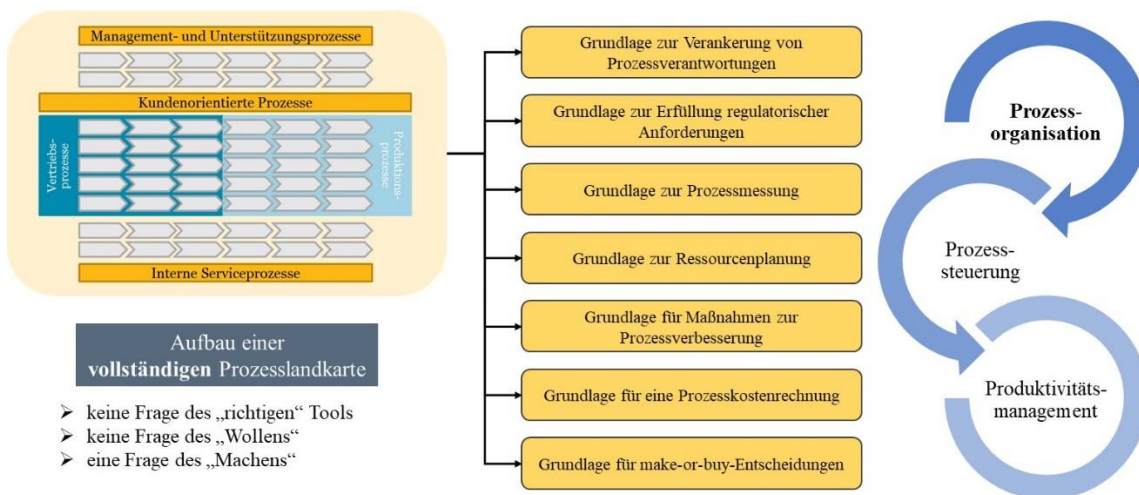 Management- und Unterstützungsprozesse
Kundenorientierte Prozesse
Vertriebs-
prozesse
Produktions-
prozesse
Interne Serviceprozesse
Aufbau einer
vollständigen Prozesslandkarte
➢ keine Frage des „richtigen“ Tools
➢ keine Frage des „Wollens“
➢ eine Frage des „Machens“
Grundlage zur Verankerung von
Prozessverantwortungen
Grundlage zur Erfüllung regulatorischer
Anforderungen
Grundlage zur Prozessmessung
Grundlage zur Ressourcenplanung
Grundlage für Maßnahmen zur
Prozessverbesserung
Grundlage für eine Prozesskostenrechnung
Grundlage für make-or-buy-Entscheidungen
Prozess-
organisation
Prozess-
steuerung
Produktivitäts-
management